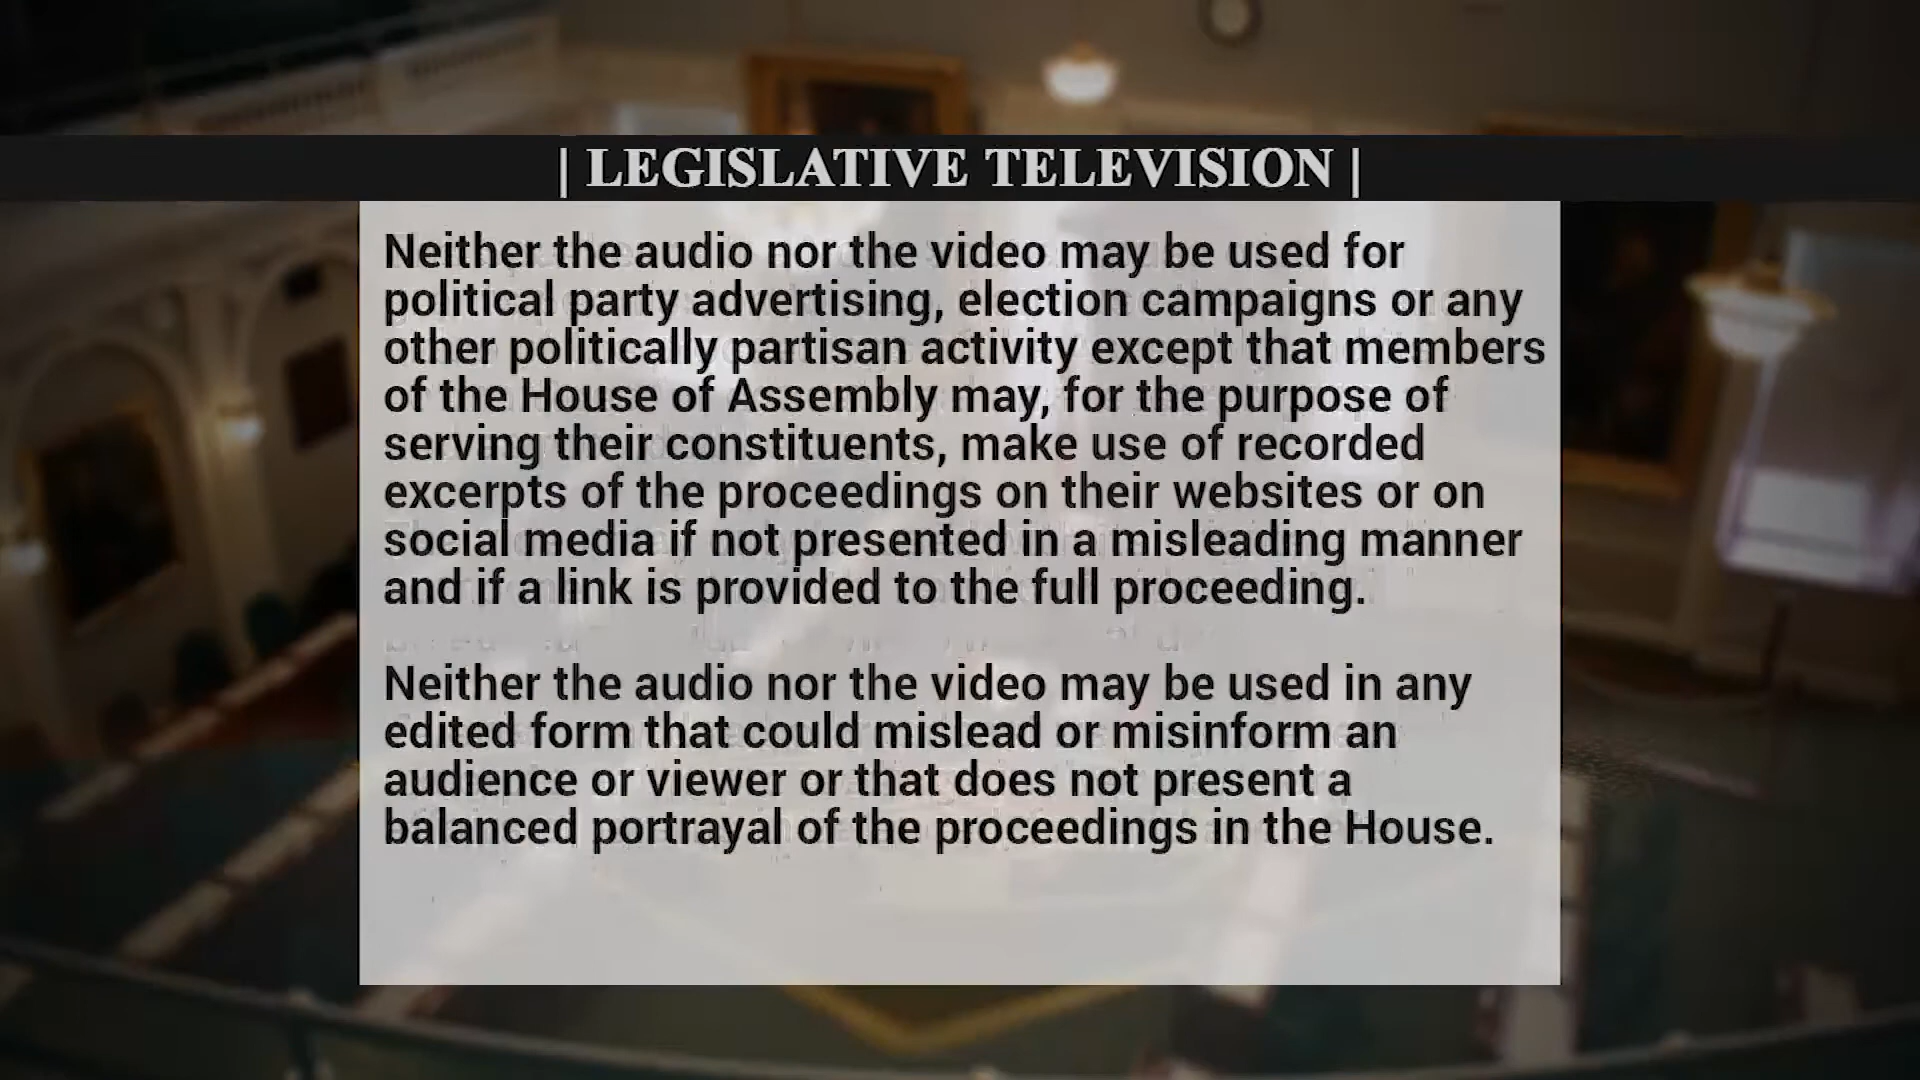 | LEGISLATIVE TELEVISION |
Neither the audio nor the video may be used for
political party advertising, election campaigns or any
other politically partisan activity except that members
of the House of Assembly may, for the purpose of
serving their constituents, make use of recorded
excerpts of the proceedings on their websites or on
social media if not presented in a misleading manner
and if a link is provided to the full proceeding.
Neither the audio nor the video may be used in any
edited form that could mislead or misinform an
audience or viewer or that does not present a
balanced portrayal of the proceedings in the House.